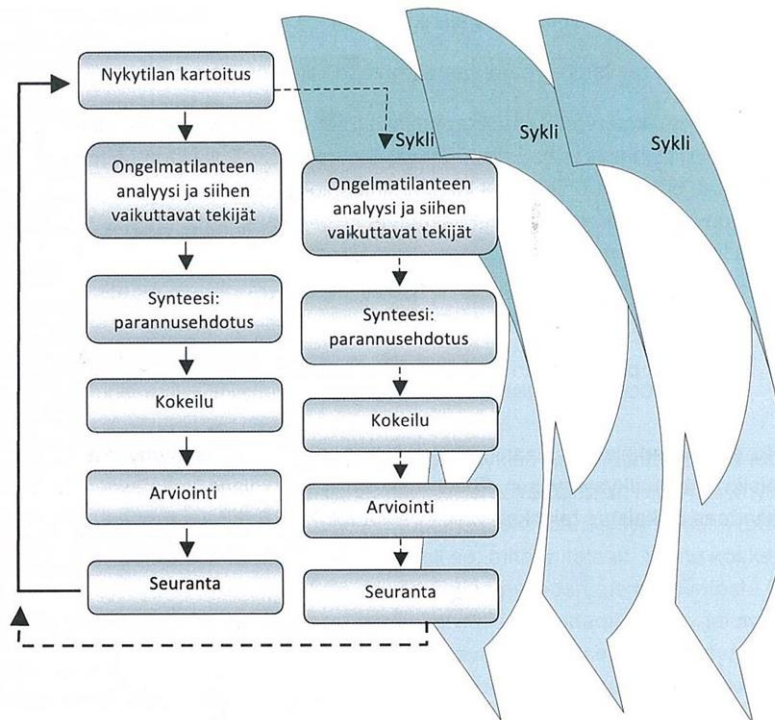 Nykytilan kartoitus
Ongelmatilanteen
analyysi ja siihen
vaikuttavat tekijät
Synteesi:
parannusehdotus
Kokeilu
Arviointi
Seuranta
Ongelmatilanteen
analyysi ja siihen
vaikuttavat tekijät
Synteesi:
parannusehdotus
Kokeilu
Arviointi
Seuranta
Sykli
Sykli
Sykli